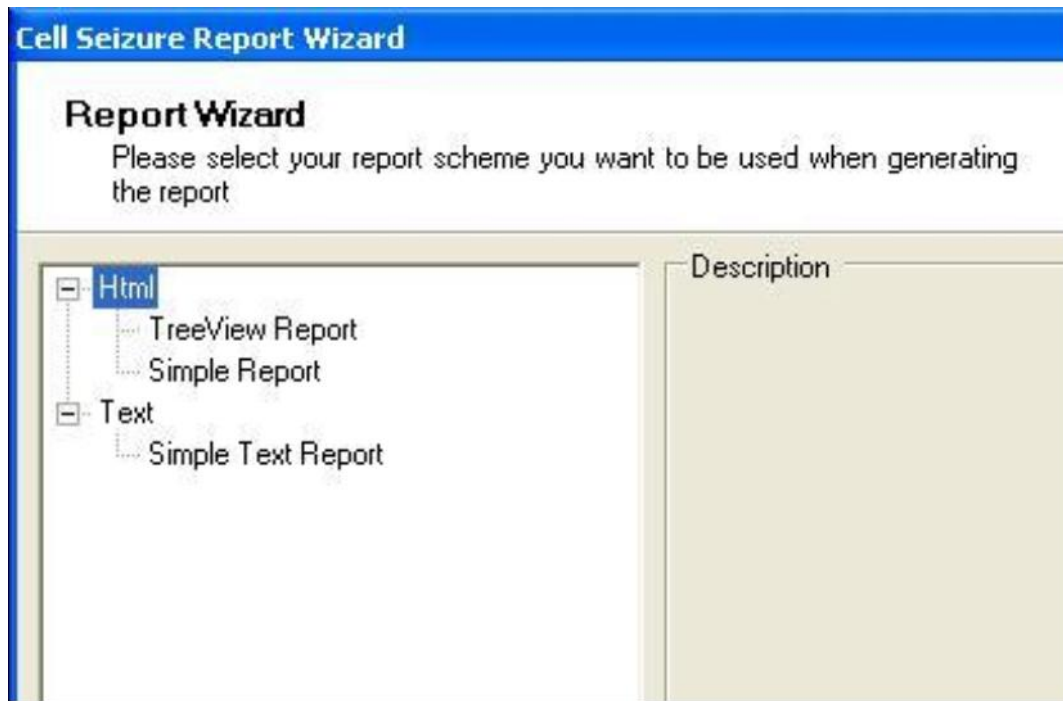 Cell Seizure Report Wizard
Report Wizard
Please select your report scheme you want to be used when generating
the report
Html
TreeView Report
Simple Report
Text
Simple Text Report
Description